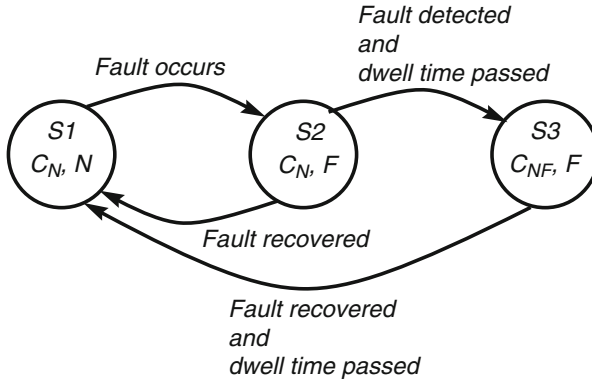 Fault detected
and
dwell time passed
Fault occurs
S1
C_N, N
S2
C_N, F
S3
C_NF, F
Fault recovered
Fault recovered
and
dwell time passed